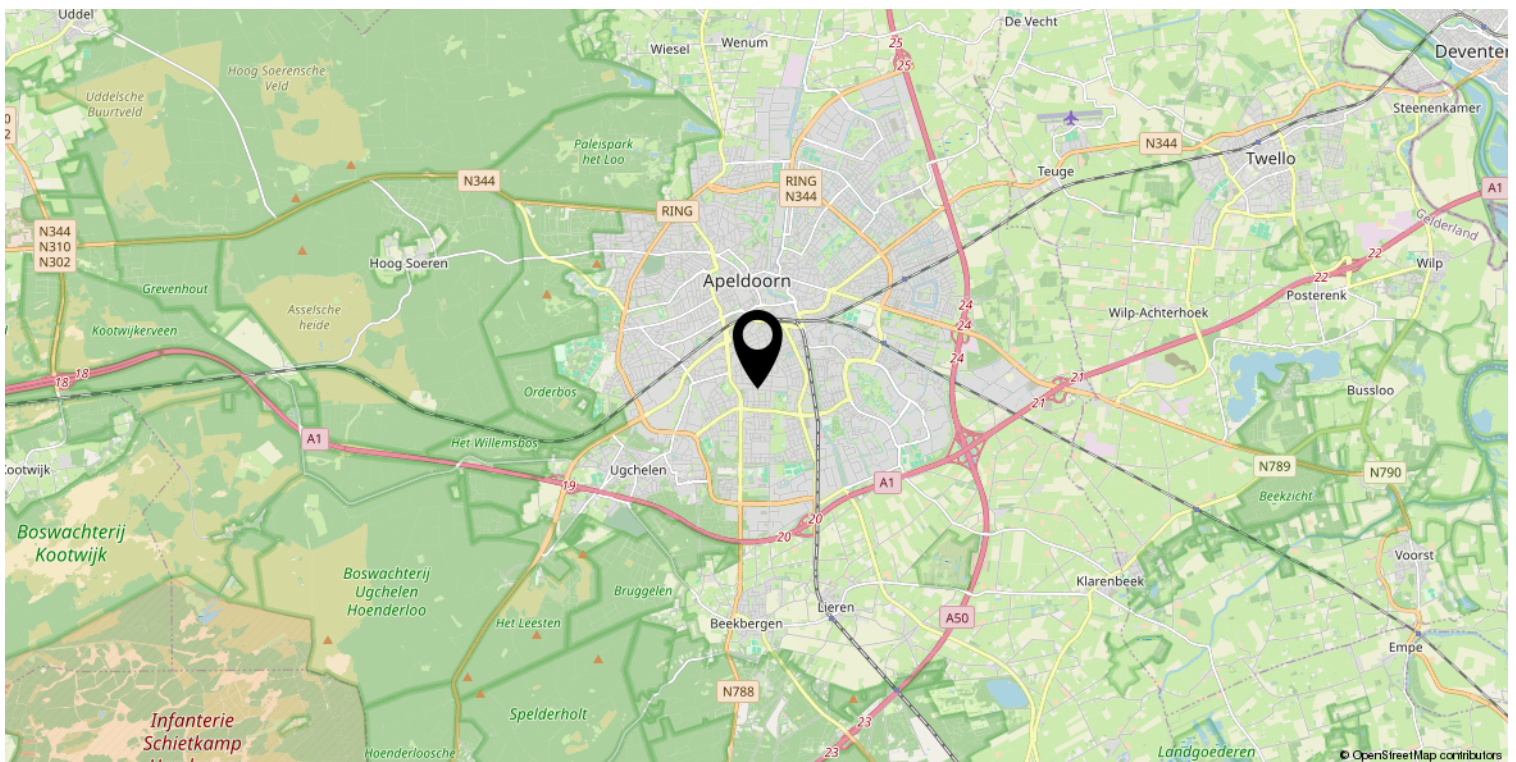 Uddel
De Vecht
Wiesel
Wenum
25
25
Deventer
Hoog Soerensche
Veld
Uddelsche
Buurtveld
Steenenkamer
0
2
Paleispark
het Loo
N344
Twello
Teuge
N344
RING
N344
A1
RING
Gelderland
N344
N310
N302
Hoog Soeren
22
22
Wilp
Apeldoorn
Grevenhout
Posterenk
24
24
24
Asselsche
heide
Wilp-Achterhoek
Kootwijkerveen
18
18
21
21
Orderbos
Bussloo
A1
Het Willemsbos
Ugchelen
Kootwijk
N789
N790
19
A1
Beekzicht
20
20
Boswachterij
Kootwijk
Voorst
Boswachterij
Ugchelen
Hoenderloo
Klarenbeek
Bruggelen
Lieren
Het Leesten
Beekbergen
A50
Empe
N788
Spelderholt
Infanterie
Schietkamp
23
23
Hoenderloosche
Landgoederen
© OpenStreetMap contributors